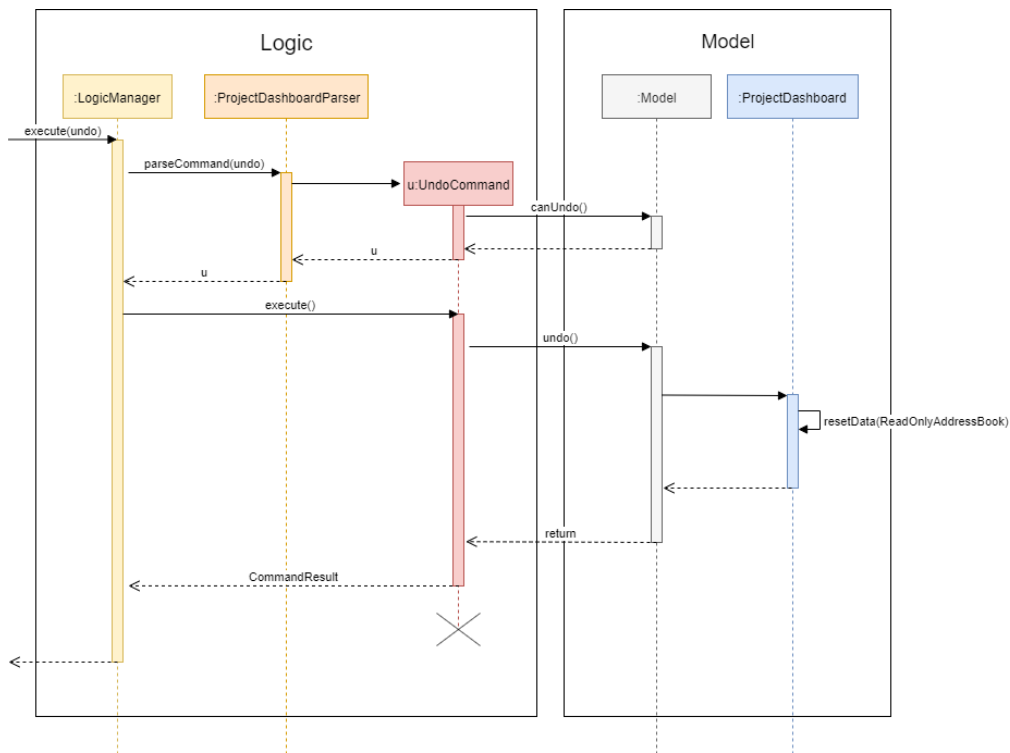 Logic
Model
:LogicManager
:ProjectDashboardParser
:Model
:ProjectDashboard
execute(undo)
parseCommand(undo)
u:UndoCommand
canUndo()
u
u
execute()
undo()
resetData(ReadOnlyAddressBook)
return
CommandResult